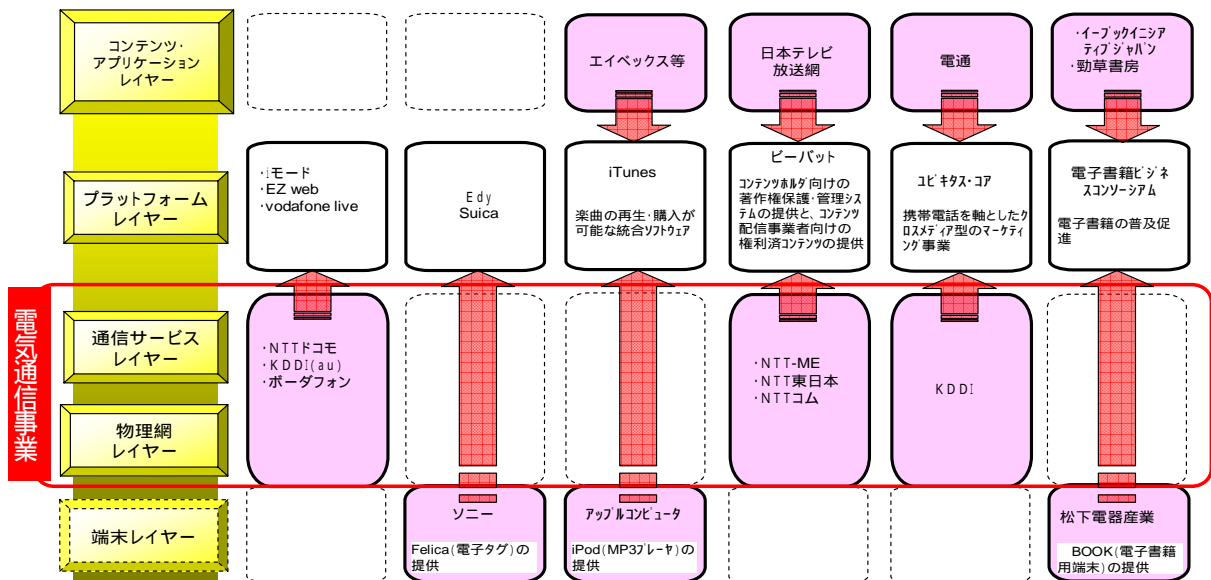 コンテンツ・
アプリケーション
レイヤー
エイベックス等
日本テレビ
放送網
電通
・イーブックイニシア
ティブジャパン
・勁草書房
プラットフォーム
レイヤー
・iモード
・EZ web
・vodafone live
Edy
Suica
iTunes
楽曲の再生・購入が
可能な統合ソフトウェア
ビーバット
コンテンツホルダ向けの
著作権保護・管理シス
テムの提供と、コンテンツ
配信事業者向けの
権利済コンテンツの提供
ユビキタス・コア
携帯電話を軸としたク
ロスメディア型のマーケティ
ング事業
電子書籍ビジネ
スコンソーシアム
電子書籍の普及促
進
電気通信事業
通信サービス
レイヤー
物理網
レイヤー
・NTTドコモ
・KDDI(au)
・ボーダフォン
・NTT-ME
・NTT東日本
・NTTコム
KDDI
端末レイヤー
ソニー
Felica(電子タグ)の
提供
アップルコンピュータ
iPod(MP3プレーヤ)の
提供
松下電器産業
BOOK(電子書籍
用端末)の提供